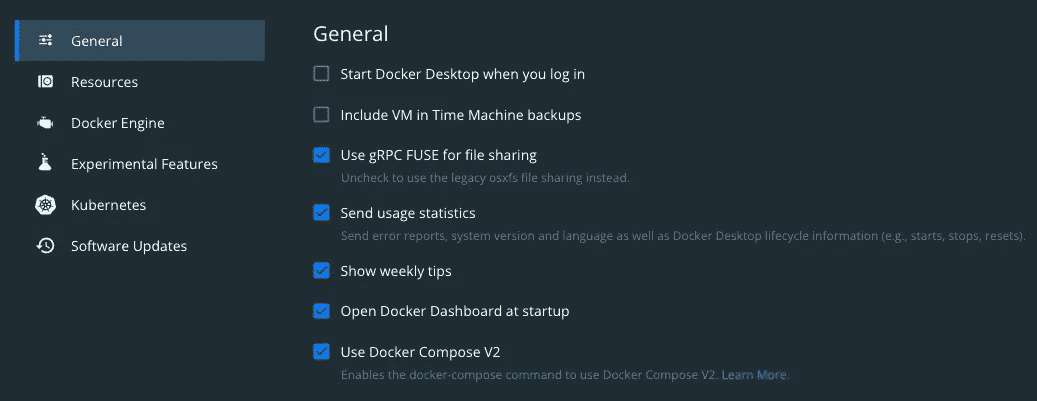 General
Resources
Docker Engine
Experimental Features
Kubernetes
Software Updates
General
Start Docker Desktop when you log in
Include VM in Time Machine backups
Use gRPC FUSE for file sharing
Uncheck to use the legacy osxfs file sharing instead.
Send usage statistics
Send error reports, system version and language as well as Docker Desktop lifecycle information (e.g., starts, stops, resets).
Show weekly tips
Open Docker Dashboard at startup
Use Docker Compose V2
Enables the docker-compose command to use Docker Compose V2. Learn More.